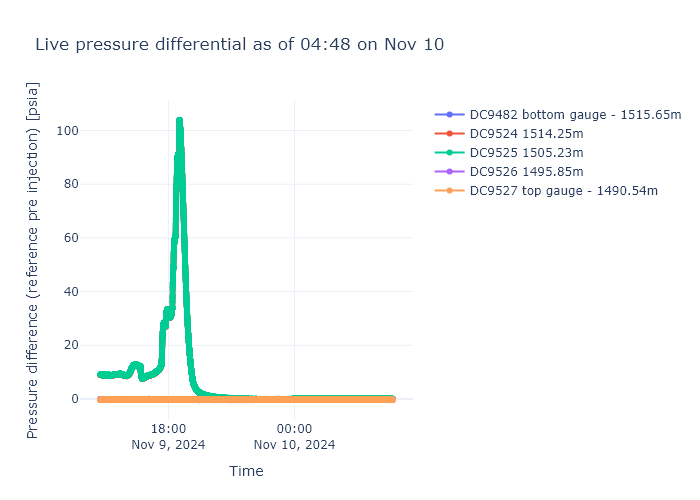 Live pressure differential as of 04:48 on Nov 10
Pressure difference (reference pre injection) [psia]
100
80
60
40
20
0
18:00
Nov 9, 2024
00:00
Nov 10, 2024
Time
DC9482 bottom gauge - 1515.65m
DC9524 1514.25m
DC9525 1505.23m
DC9526 1495.85m
DC9527 top gauge - 1490.54m